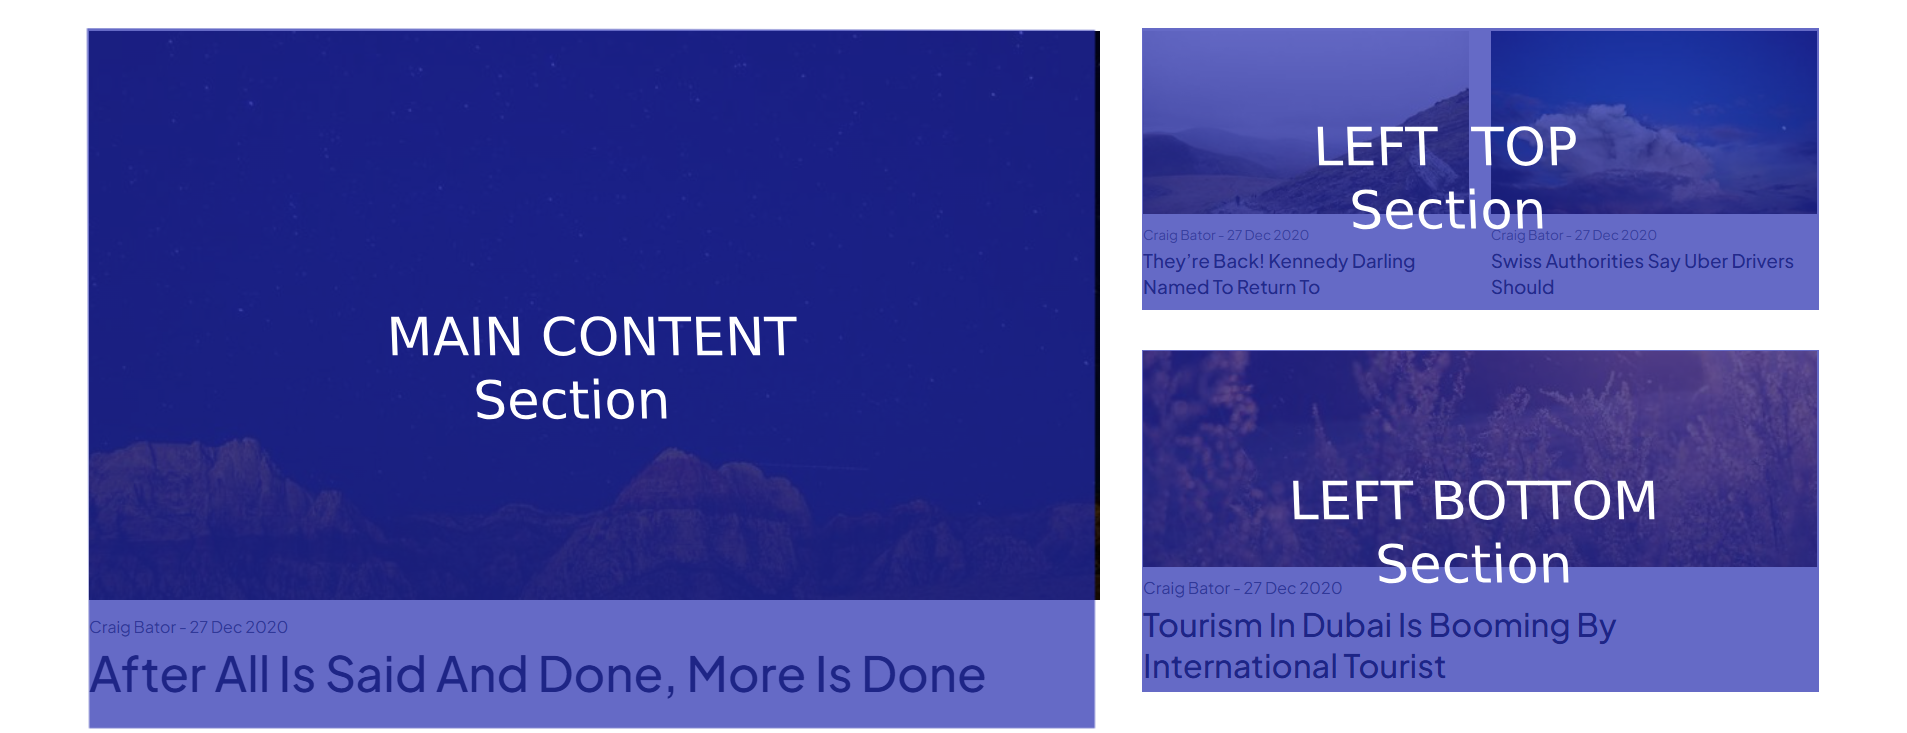 MAIN CONTENT
Section
Craig Bator - 27 Dec 2020
After All Is Said And Done, More Is Done
LEFT TOP
Section
Craig Bator - 27 Dec 2020
They’re Back! Kennedy Darling
Named To Return To
Craig Bator - 27 Dec 2020
Swiss Authorities Say Uber Drivers
Should
LEFT BOTTOM
Section
Craig Bator - 27 Dec 2020
Tourism In Dubai Is Booming By
International Tourist